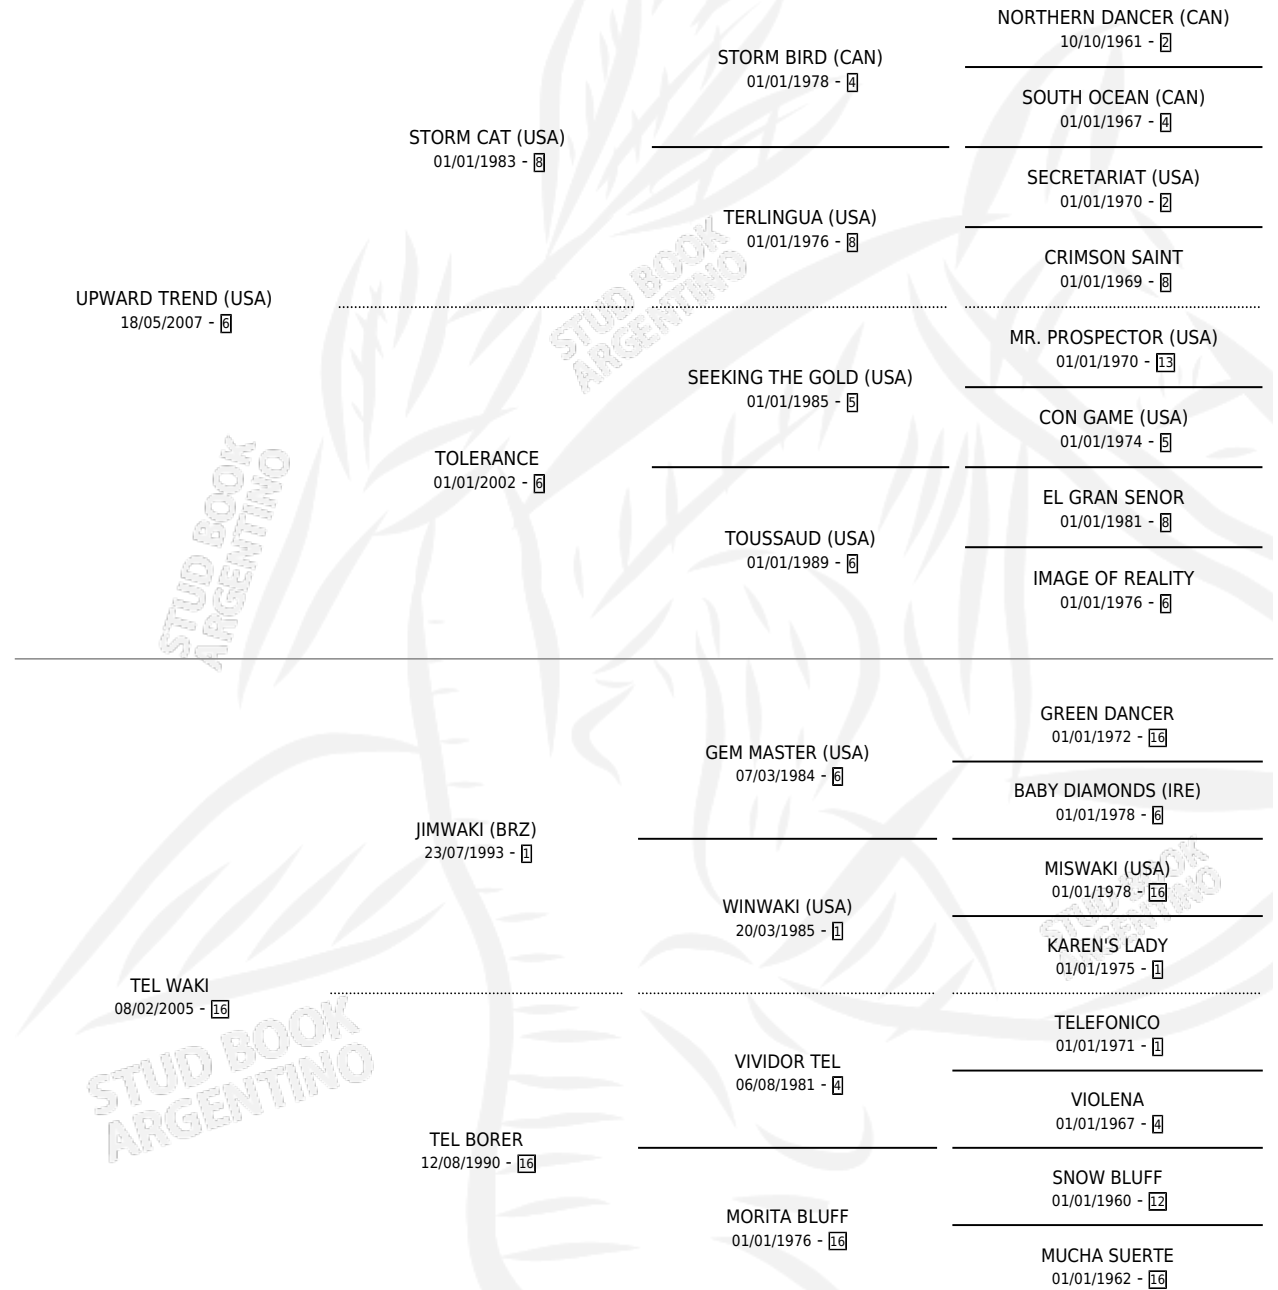 NORTHERN DANCER (CAN)
10/10/1961 - 2
STORM BIRD (CAN)
01/01/1978 - 4
SOUTH OCEAN (CAN)
01/01/1967 - 4
STORM CAT (USA)
01/01/1983 - 8
SECRETARIAT (USA)
01/01/1970 - 2
TERLINGUA (USA)
01/01/1976 - 8
CRIMSON SAINT
01/01/1969 - 8
UPWARD TREND (USA)
18/05/2007 - 6
MR. PROSPECTOR (USA)
01/01/1970 - 13
SEEKING THE GOLD (USA)
01/01/1985 - 5
CON GAME (USA)
01/01/1974 - 5
TOLERANCE
01/01/2002 - 6
EL GRAN SENOR
01/01/1981 - 8
TOUSSAUD (USA)
01/01/1989 - 6
IMAGE OF REALITY
01/01/1976 - 6
GREEN DANCER
01/01/1972 - 16
GEM MASTER (USA)
07/03/1984 - 6
BABY DIAMONDS (IRE)
01/01/1978 - 6
JIMWAKI (BRZ)
23/07/1993 - 1
MISWAKI (USA)
01/01/1978 - 16
WINWAKI (USA)
20/03/1985 - 1
KAREN'S LADY
01/01/1975 - 1
TEL WAKI
08/02/2005 - 16
TELEFONICO
01/01/1971 - 1
VIVIDOR TEL
06/08/1981 - 4
VIOLENA
01/01/1967 - 4
TEL BORER
12/08/1990 - 16
SNOW BLUFF
01/01/1960 - 12
MORITA BLUFF
01/01/1976 - 16
MUCHA SUERTE
01/01/1962 - 16
STUD BOOK
ARGENTINO
STUD BOOK
ARGENTINO
STUD BOOK
ARGENTINO
STUD BOOK
ARGENTINO